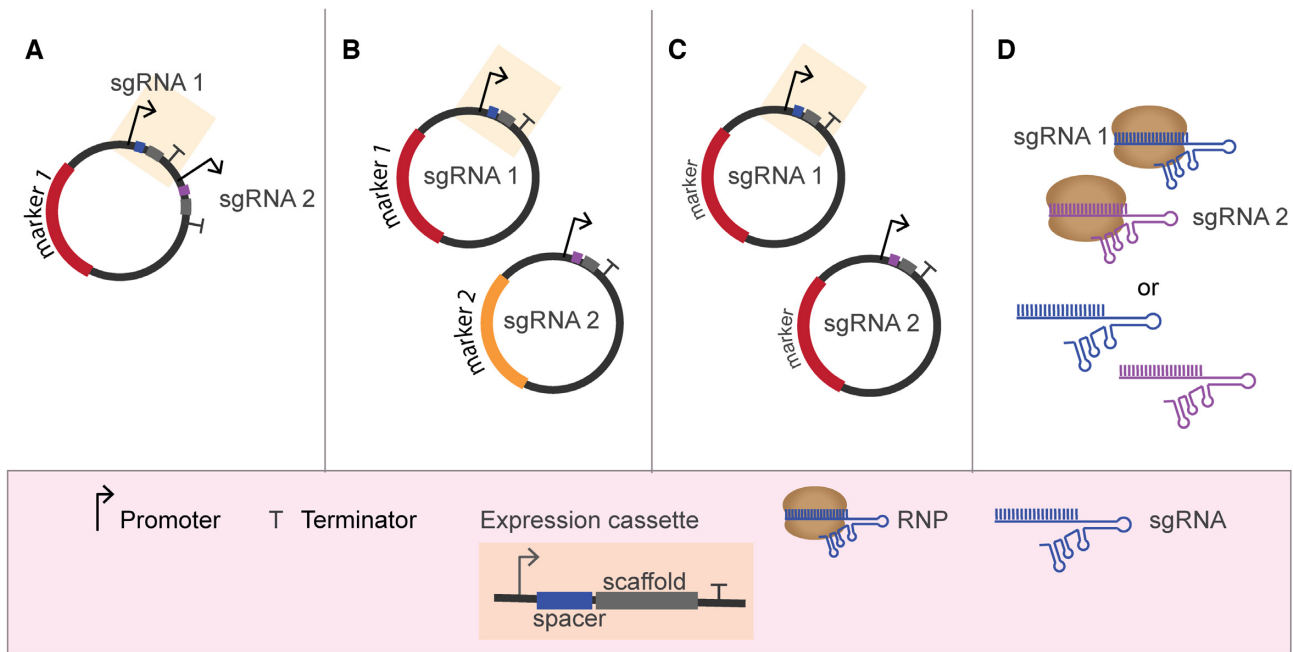 A
sgRNA 1
sgRNA 2
marker 1
B
sgRNA 1
marker 1
sgRNA 2
marker 2
C
sgRNA 1
marker
sgRNA 2
marker
D
sgRNA 1
sgRNA 2
or
Promoter
T Terminator
Expression cassette
scaffold
spacer
RNP
sgRNA